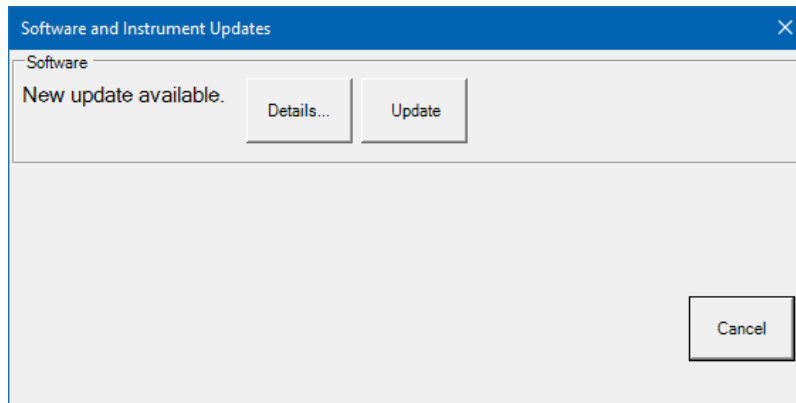 Software and Instrument Updates
Software
New update available.
Details...
Update
Cancel